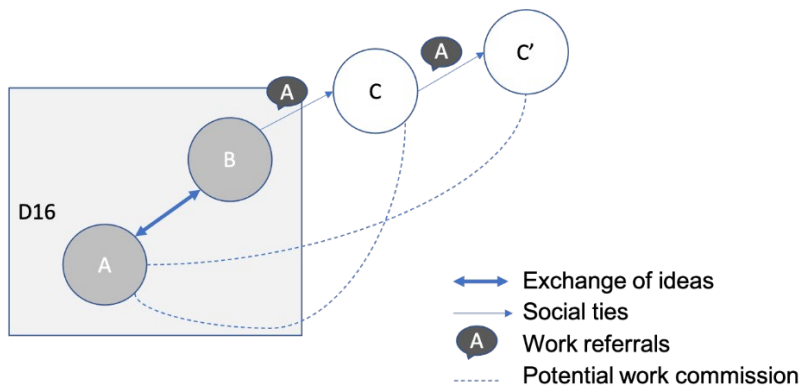 A
C'
A
C
B
D16
A
Exchange of ideas
Social ties
A Work referrals
Potential work commission